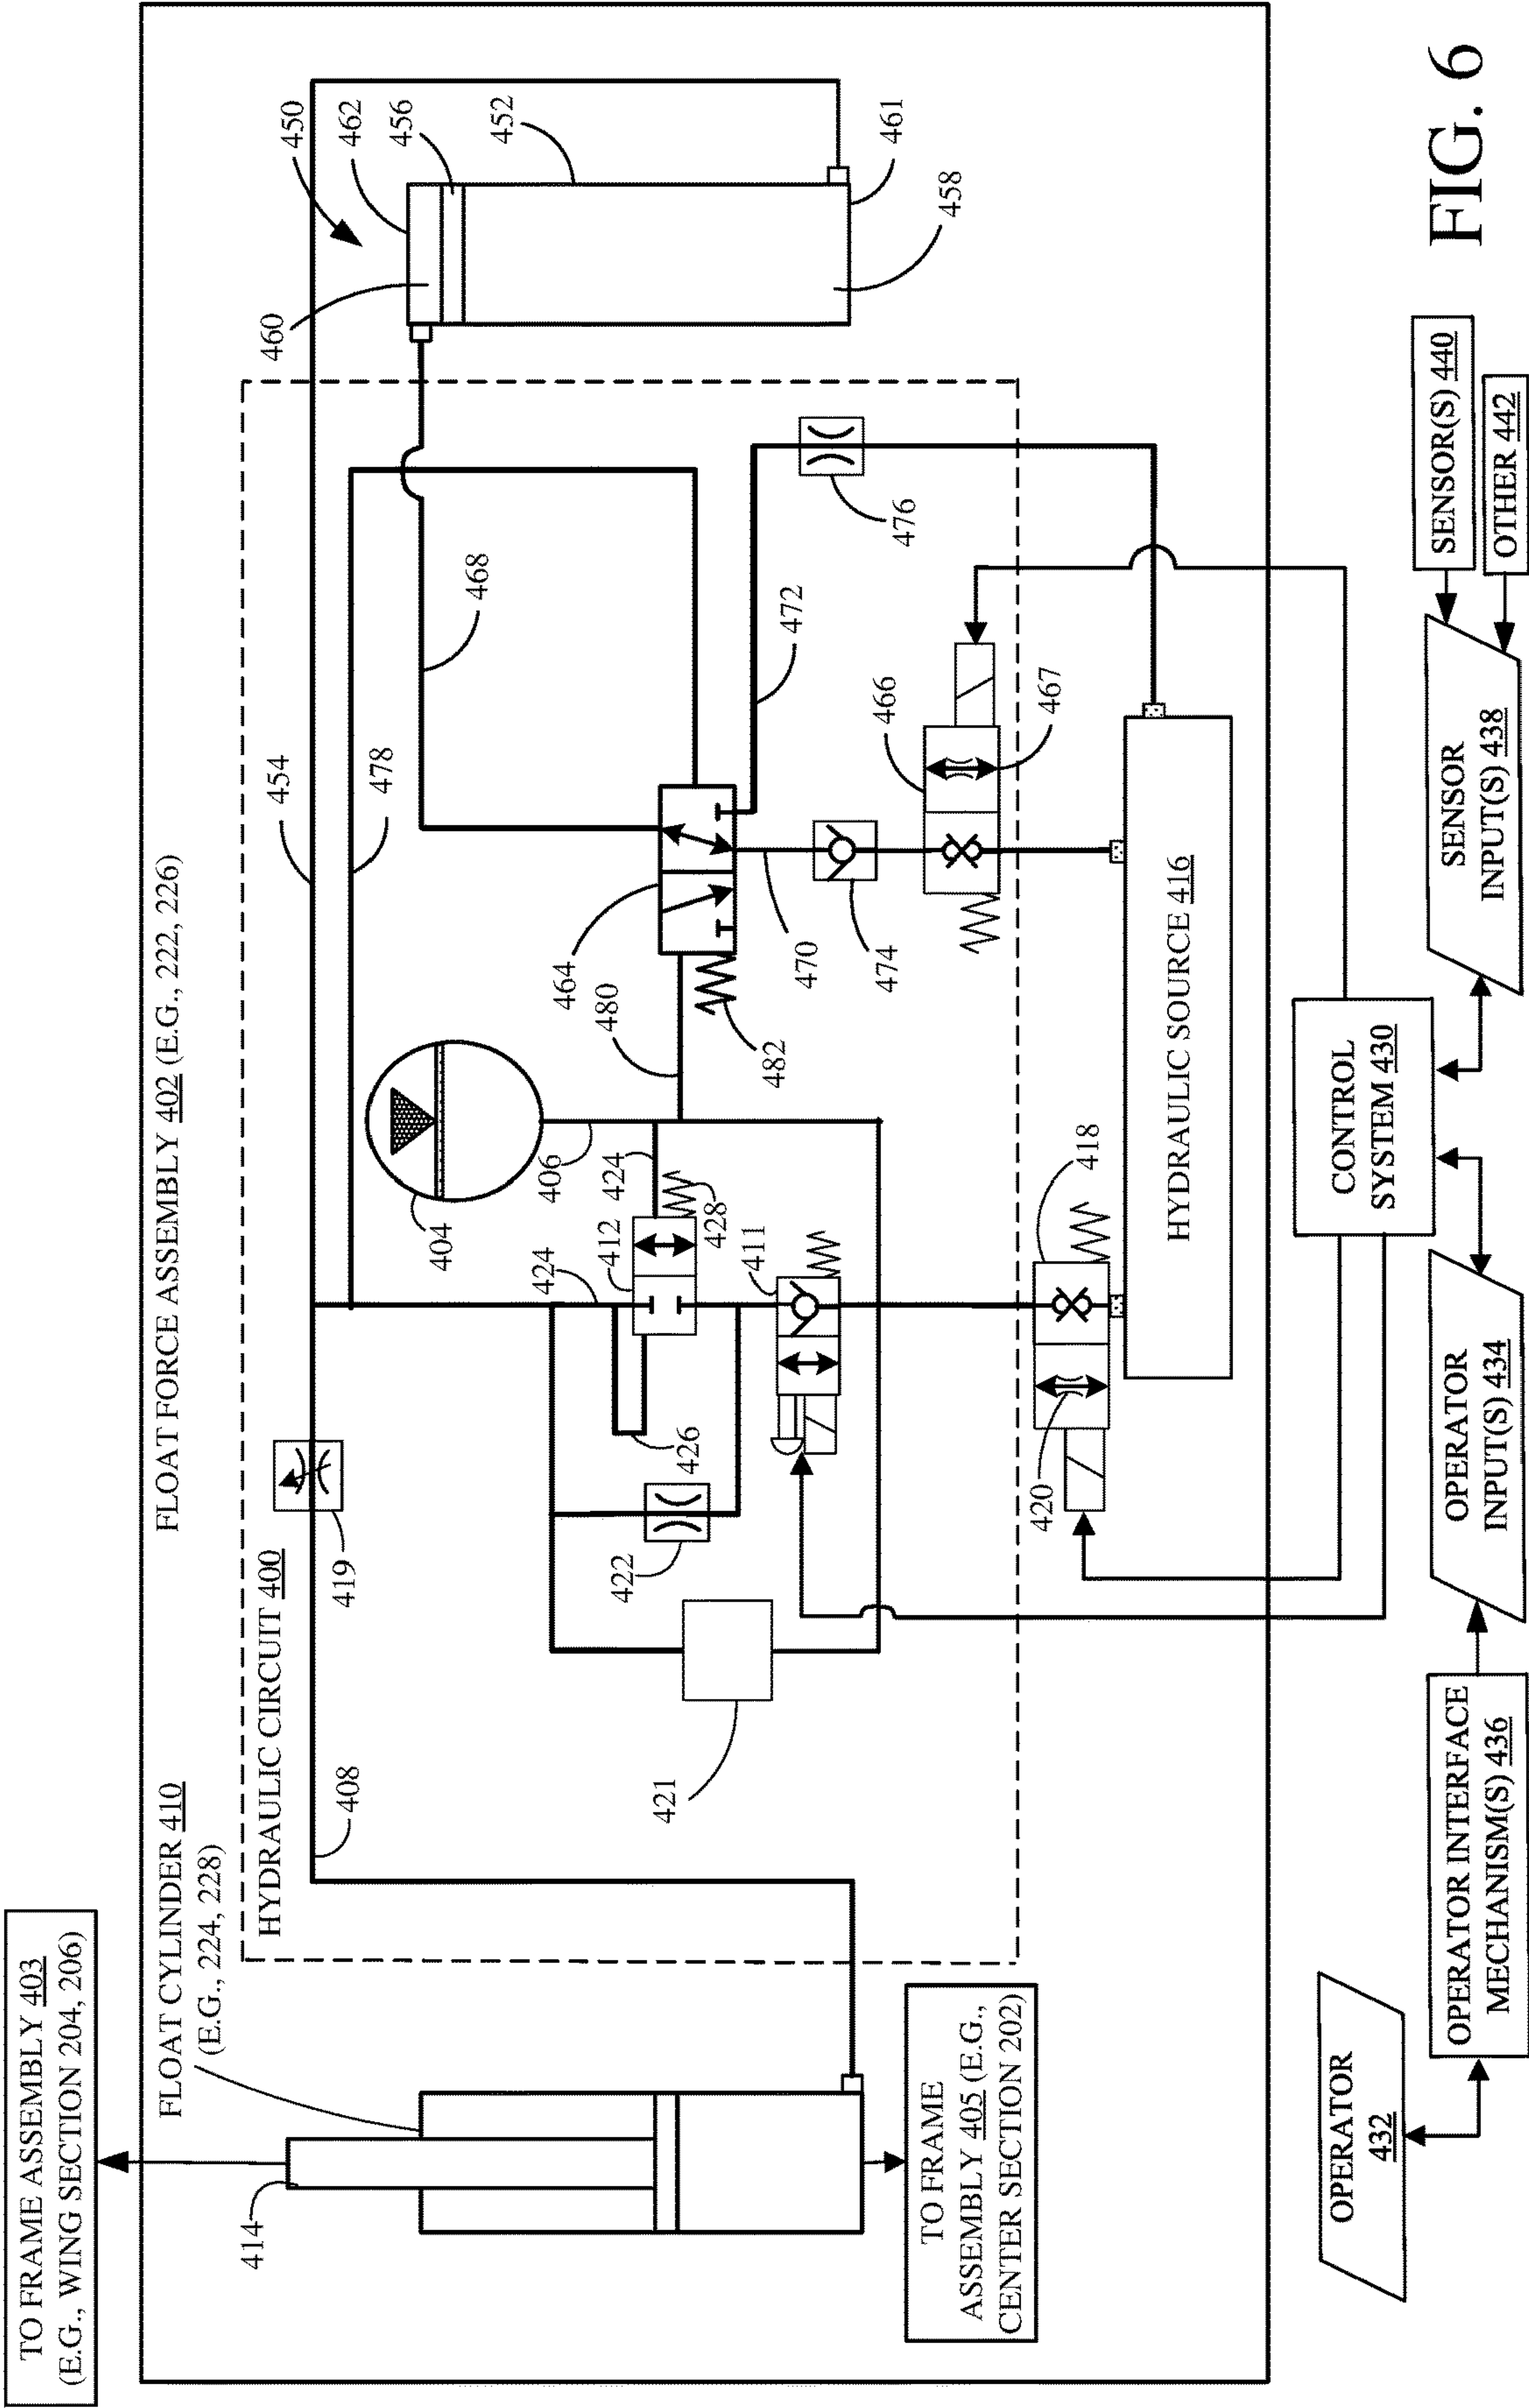 TO FRAME ASSEMBLY 403
(E.G., WING SECTION 204, 206)
FLOAT CYLINDER 410
(E.G., 224, 228)
414
TO FRAME
ASSEMBLY 405 (E.G.,
CENTER SECTION 202)
FLOAT FORCE ASSEMBLY 402 (E.G., 222, 226)
HYDRAULIC CIRCUIT 400
408
419
454
478
404
406
424
424
412
428
411
426
422
421
420
418
480
482
464
468
470
474
472
466
467
476
450
462
456
452
460
461
458
HYDRAULIC SOURCE 416
CONTROL
SYSTEM 430
OPERATOR
432
OPERATOR INTERFACE
MECHANISM(S) 436
OPERATOR
INPUT(S) 434
SENSOR
INPUT(S) 438
SENSOR(S) 440
OTHER 442
FIG. 6